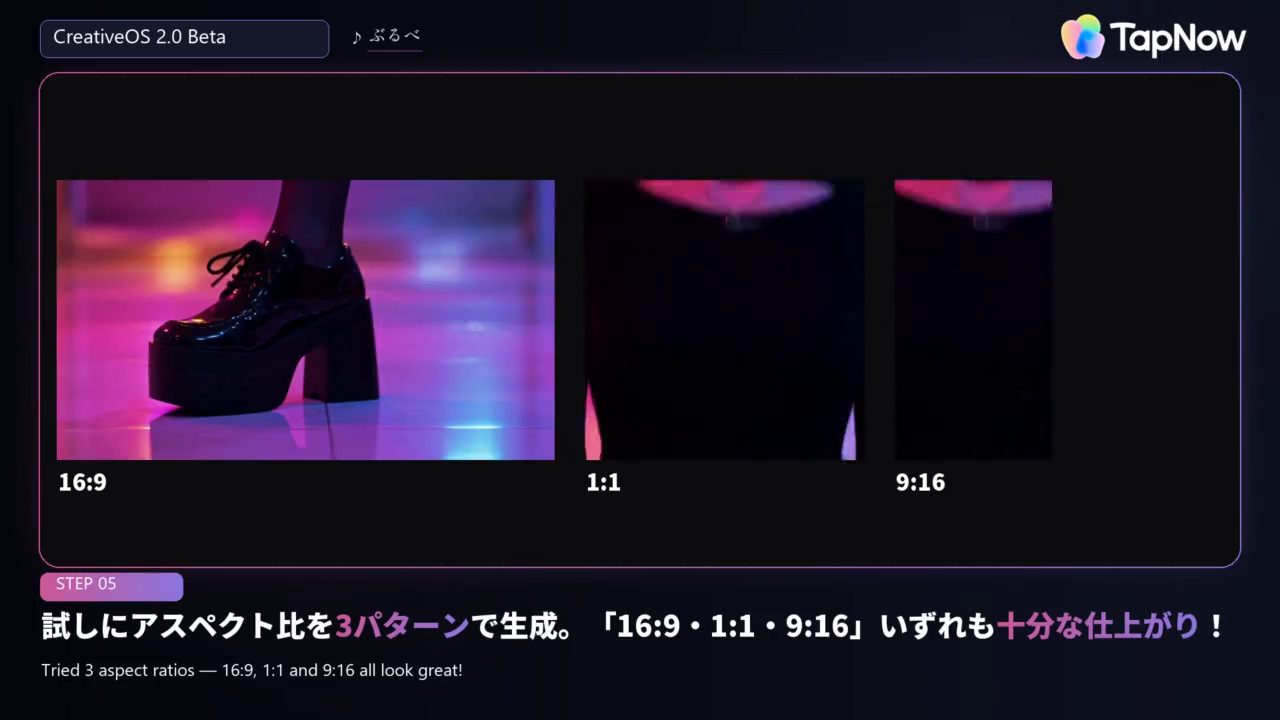 CreativeOS 2.0 Beta
♪ ぶるべ
TapNow
16:9
1:1
9:16
STEP 05
試しにアスペクト比を3パターンで生成。「16:9・1:1・9:16」いずれも十分な仕上がり！
Tried 3 aspect ratios — 16:9, 1:1 and 9:16 all look great!